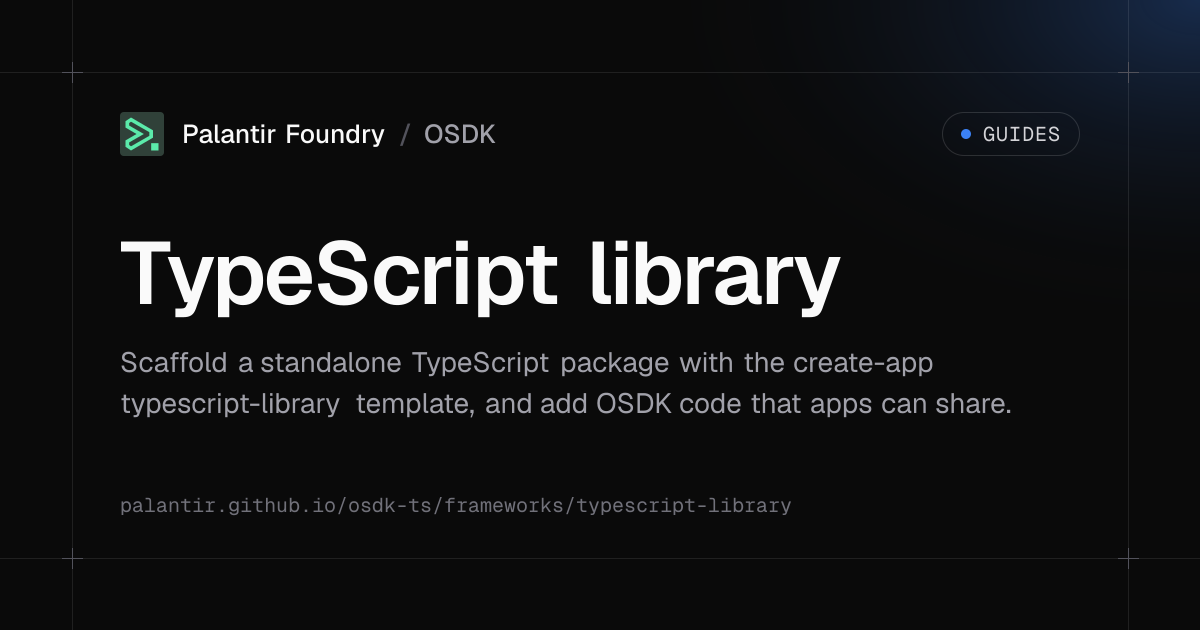 Palantir Foundry / OSDK
GUIDES
TypeScript library
Scaffold a standalone TypeScript package with the create-app
typescript-library  template, and add OSDK code that apps can share.
palantir.github.io/osdk-ts/frameworks/typescript-library